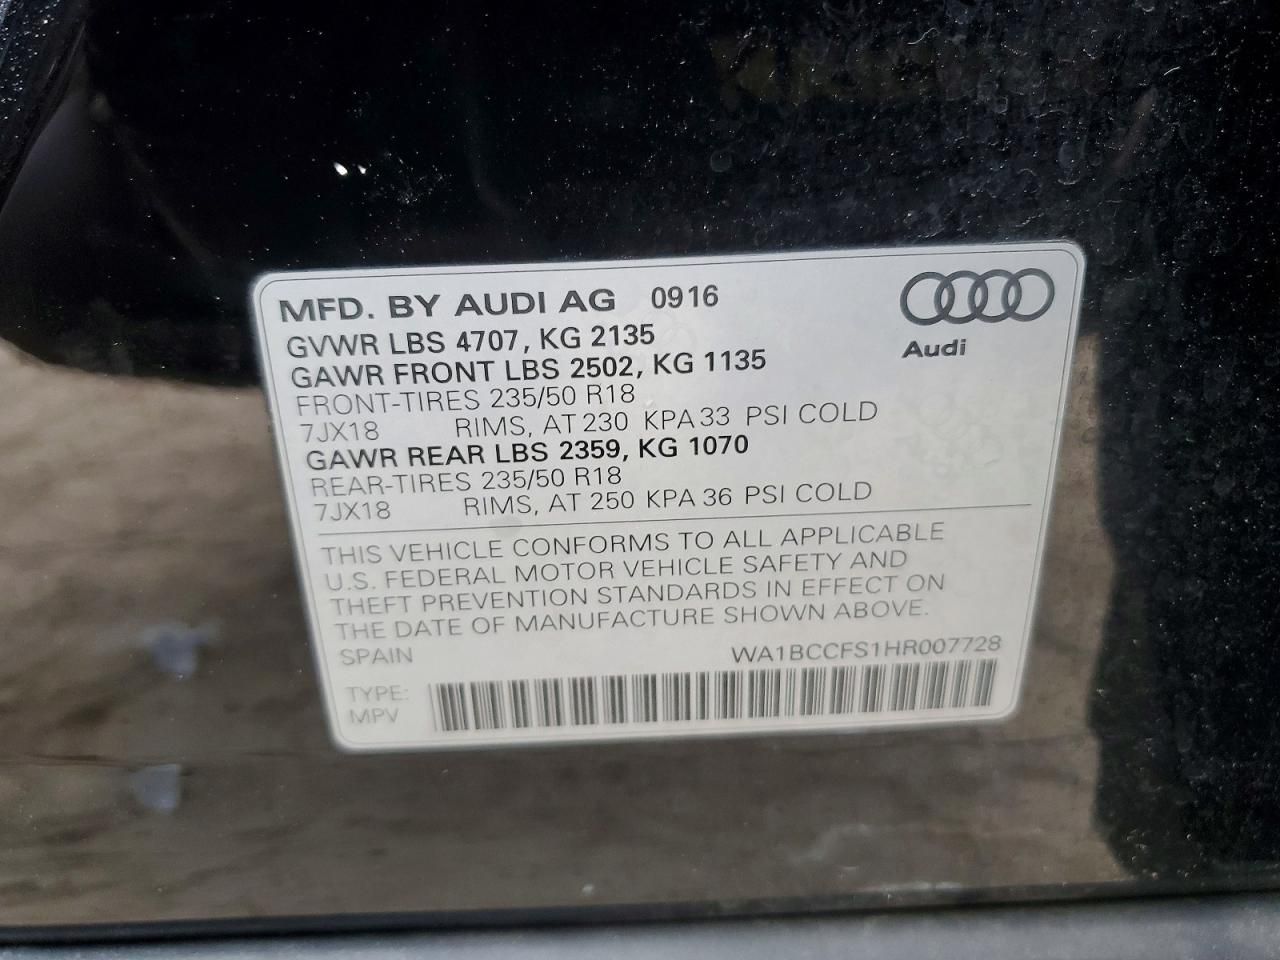 MFD. BY AUDI AG 0916
Audi
GVWR LBS 4707, KG 2135
GAWR FRONT LBS 2502, KG 1135
FRONT-TIRES 235/50 R18
7JX18 RIMS, AT 230 KPA 33 PSI COLD
GAWR REAR LBS 2359, KG 1070
REAR-TIRES 235/50 R18
7JX18 RIMS, AT 250 KPA 36 PSI COLD
THIS VEHICLE CONFORMS TO ALL APPLICABLE
U.S. FEDERAL MOTOR VEHICLE SAFETY AND
THEFT PREVENTION STANDARDS IN EFFECT ON
THE DATE OF MANUFACTURE SHOWN ABOVE.
SPAIN WA1BCCFS1HR007728
TYPE:
MPV